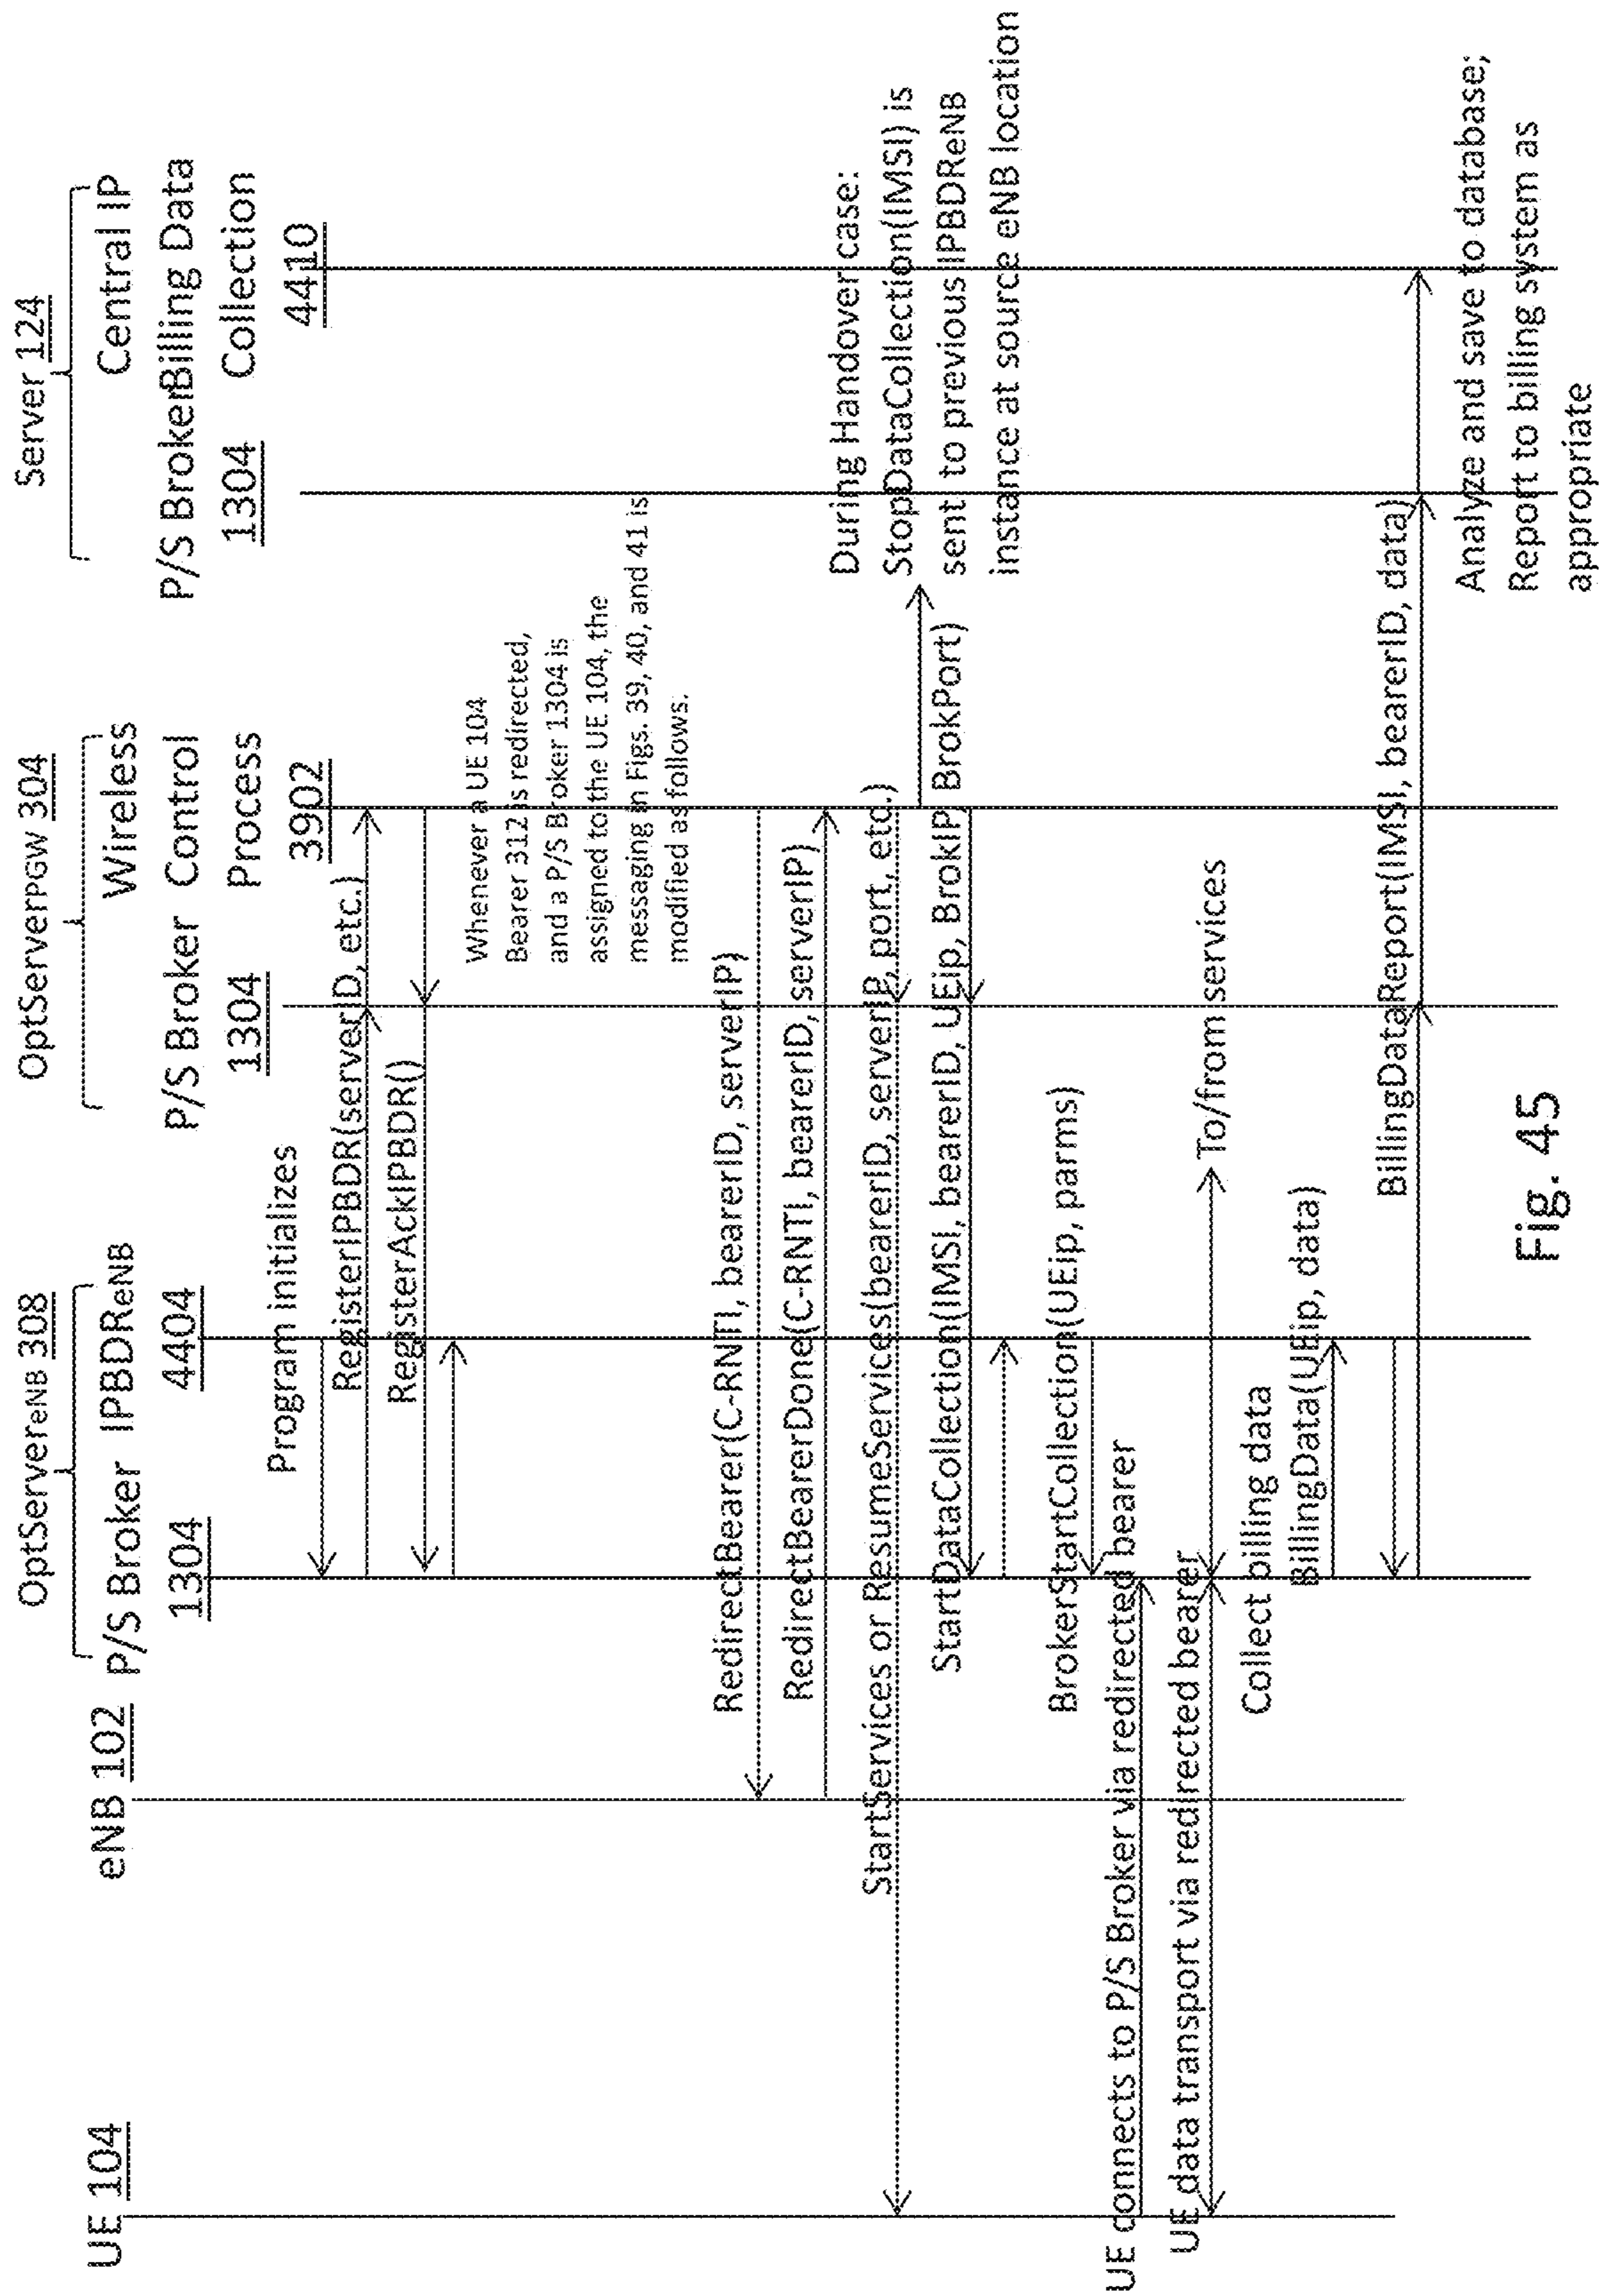 UE 104
eNB 102
OptServereNB 308
P/S Broker
1304
IPBDReNB
4404
OptServerPGW 304
P/S Broker
1304
Wireless
Control
Process
3902
Server 124
P/S Broker
1304
Central IP
Billing Data
Collection
4410
Program initializes
RegisterIPBDR(serverID, etc.)
RegisterAckIPBDR()
Whenever a UE 104
Bearer 312 is redirected,
and a P/S Broker 1304 is
assigned to the UE 104, the
messaging in Figs. 39, 40, and 41 is
modified as follows:
RedirectBearer(C-RNTI, bearerID, serverIP)
RedirectBearerDone(C-RNTI, bearerID, serverIP)
StartServices or ResumeServices(bearerID, serverIP, port, etc.)
During Handover case:
StopDataCollection(IMSI) is
sent to previous IPBDReNB
instance at source eNB location
StartDataCollection(IMSI, bearerID, UEip, BrokIP, BrokPort)
BrokerStartCollection(UEip, parms)
UE connects to P/S Broker via redirected bearer
UE data transport via redirected bearer
To/from services
Collect billing data
BillingData(UEip, data)
BillingDataReport(IMSI, bearerID, data)
Analyze and save to database;
Report to billing system as
appropriate
Fig. 45